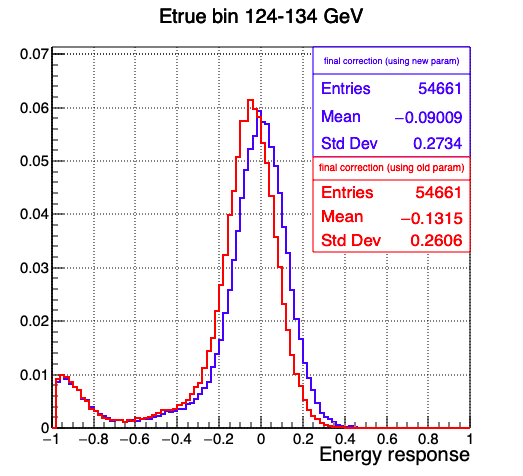 Etrue bin 124-134 GeV
final correction (using new param)
Entries 54661
Mean −0.09009
Std Dev 0.2734
final correction (using old param)
Entries 54661
Mean −0.1315
Std Dev 0.2606
0.07
0.06
0.05
0.04
0.03
0.02
0.01
0
−1 −0.8 −0.6 −0.4 −0.2 0 0.2 0.4 0.6 0.8 1
Energy response